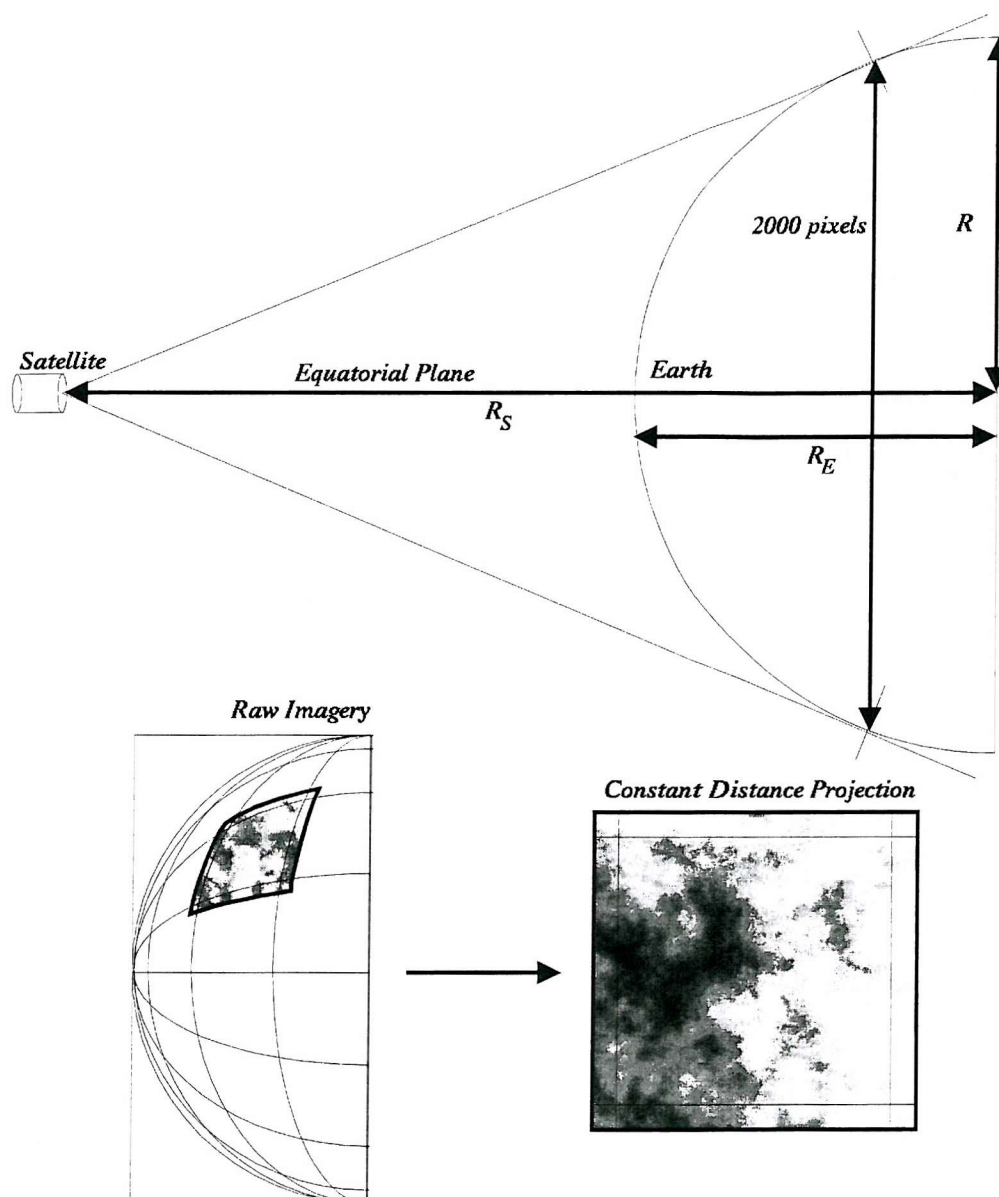 2000 pixels
R
Satellite
Equatorial Plane
Earth
R_S
R_E
Raw Imagery
Constant Distance Projection